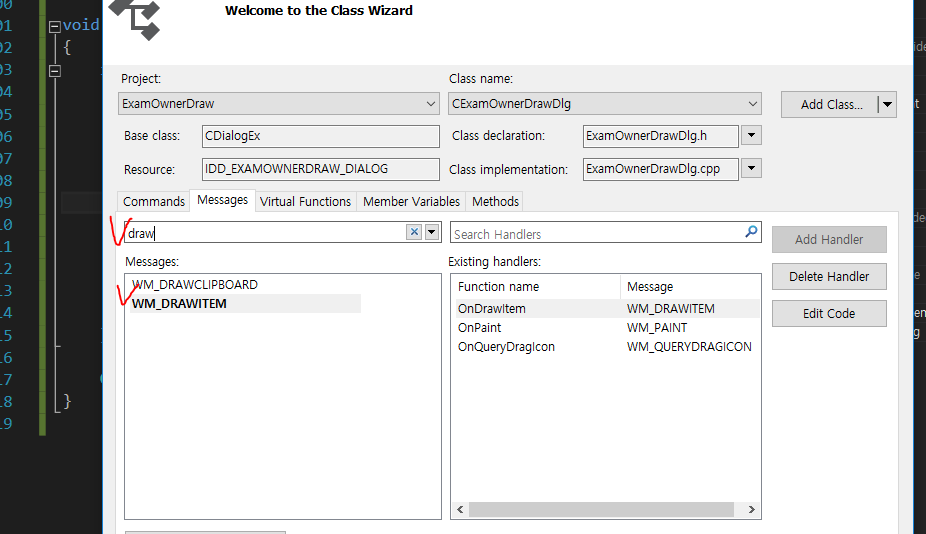 Welcome to the Class Wizard
00
01 void
02 {
03
04
05
06
07
08
09
10
11
12
13
14
15
16
17
18 }
19
Project: Class name:
ExamOwnerDraw CExamOwnerDrawDlg Add Class...
Base class: CDialogEx Class declaration: ExamOwnerDrawDlg.h
Resource: IDD_EXAMOWNERDRAW_DIALOG Class implementation: ExamOwnerDrawDlg.cpp
Commands Messages Virtual Functions Member Variables Methods
draw Search Handlers Add Handler
Messages: Existing handlers:
WM_DRAWCLIPBOARD Function name Message Delete Handler
WM_DRAWITEM OnDrawItem WM_DRAWITEM Edit Code
OnPaint WM_PAINT
OnQueryDragIcon WM_QUERYDRAGICON